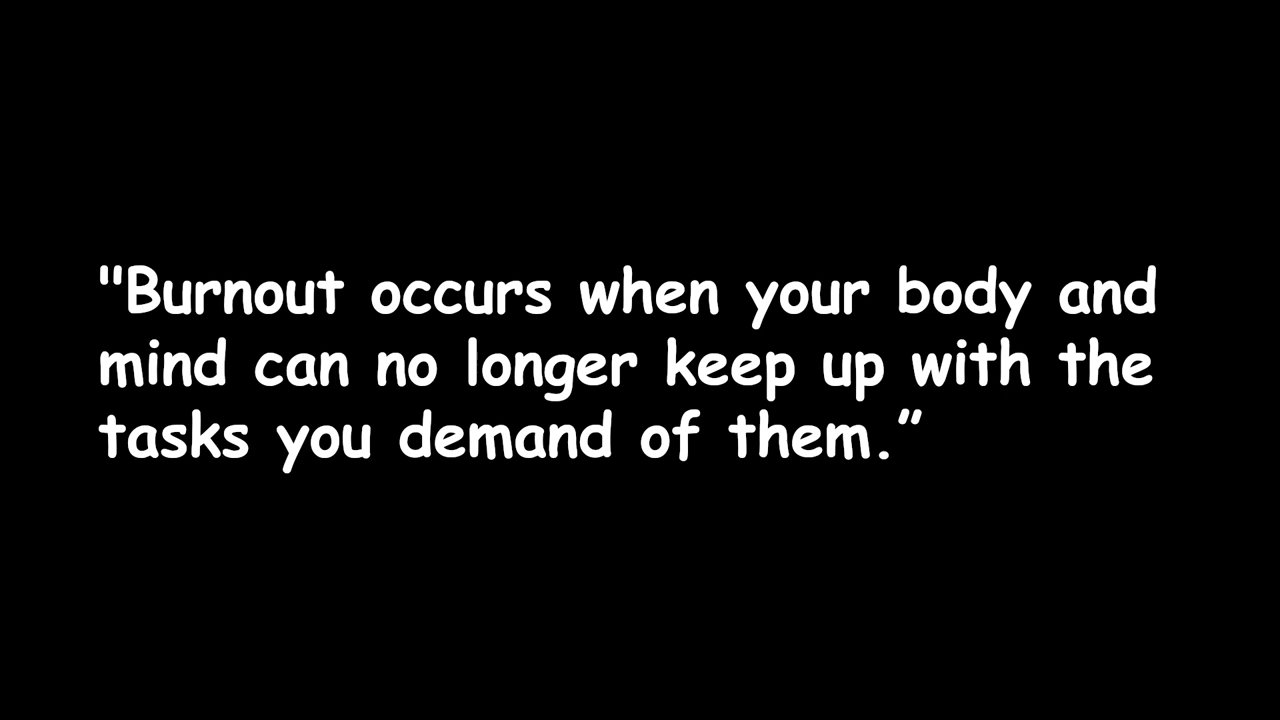 "Burnout occurs when your body and
mind can no longer keep up with the
tasks you demand of them.”